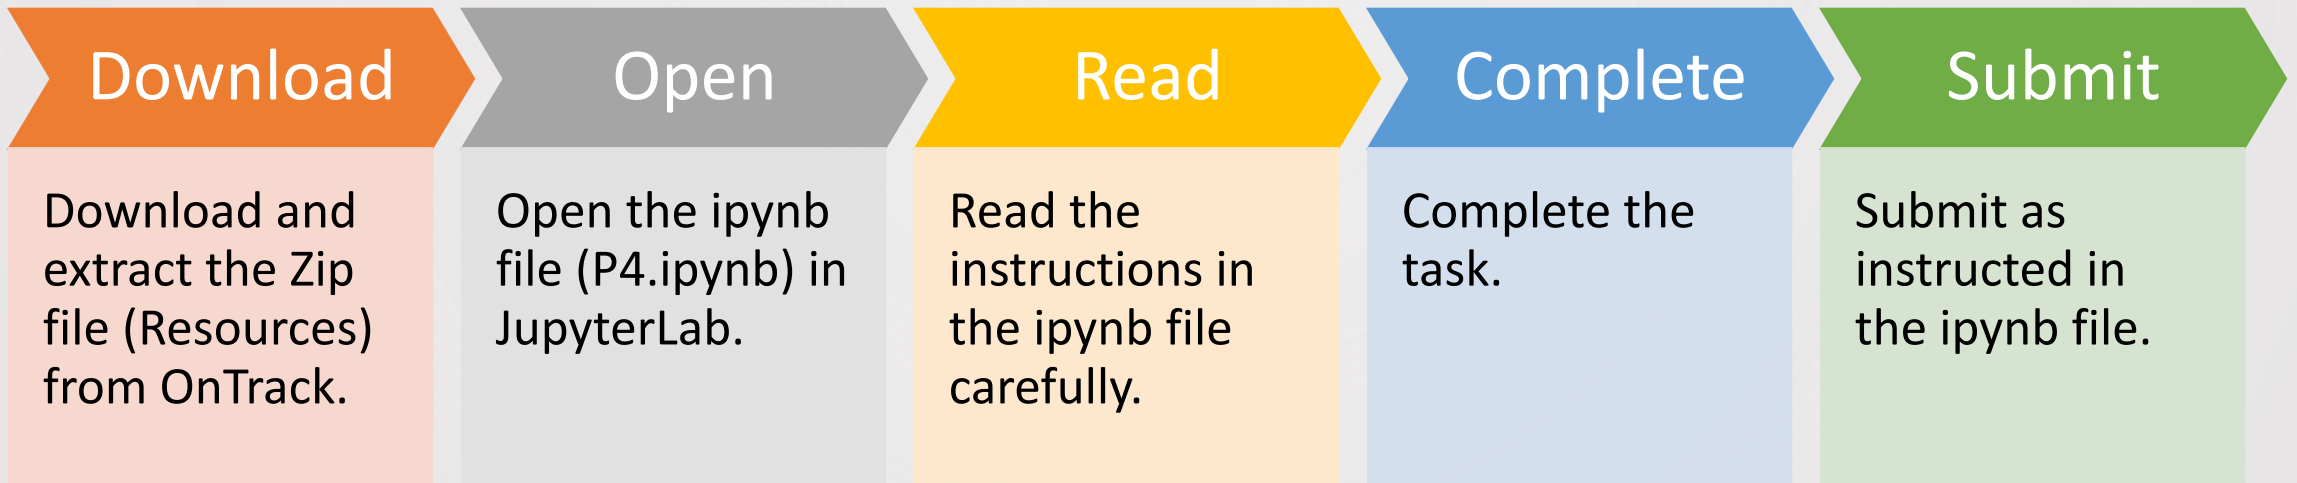 Download
Download and
extract the Zip
file (Resources)
from OnTrack.
Open
Open the ipynb
file (P4.ipynb) in
JupyterLab.
Read
Read the
instructions in
the ipynb file
carefully.
Complete
Complete the
task.
Submit
Submit as
instructed in
the ipynb file.